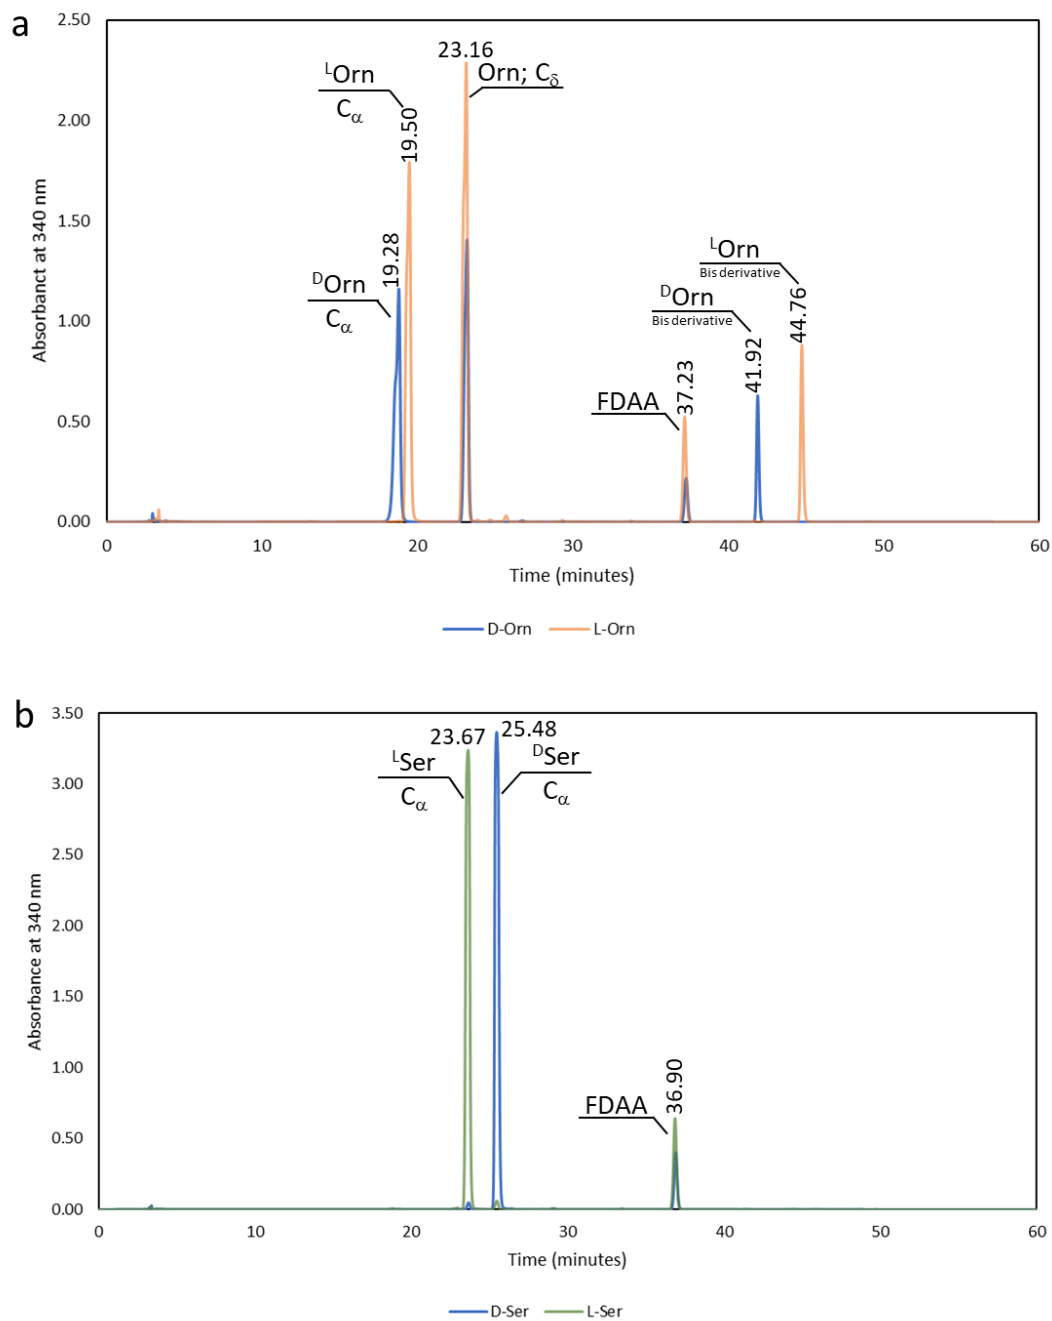 a
2.50
2.00
1.50
1.00
0.50
0.00
Absorbanct at 340 nm
0
10
20
30
40
50
60
Time (minutes)
DOrn
Cα
19.28
LOrn
Cα
19.50
23.16
Orn; Cδ
FDAA
37.23
DOrn
Bis derivative
41.92
LOrn
Bis derivative
44.76
D-Orn
L-Orn
b
3.50
3.00
2.50
2.00
1.50
1.00
0.50
0.00
Absorbance at 340 nm
0
10
20
30
40
50
60
Time (minutes)
LSer
Cα
23.67
25.48
DSer
Cα
FDAA
36.90
D-Ser
L-Ser